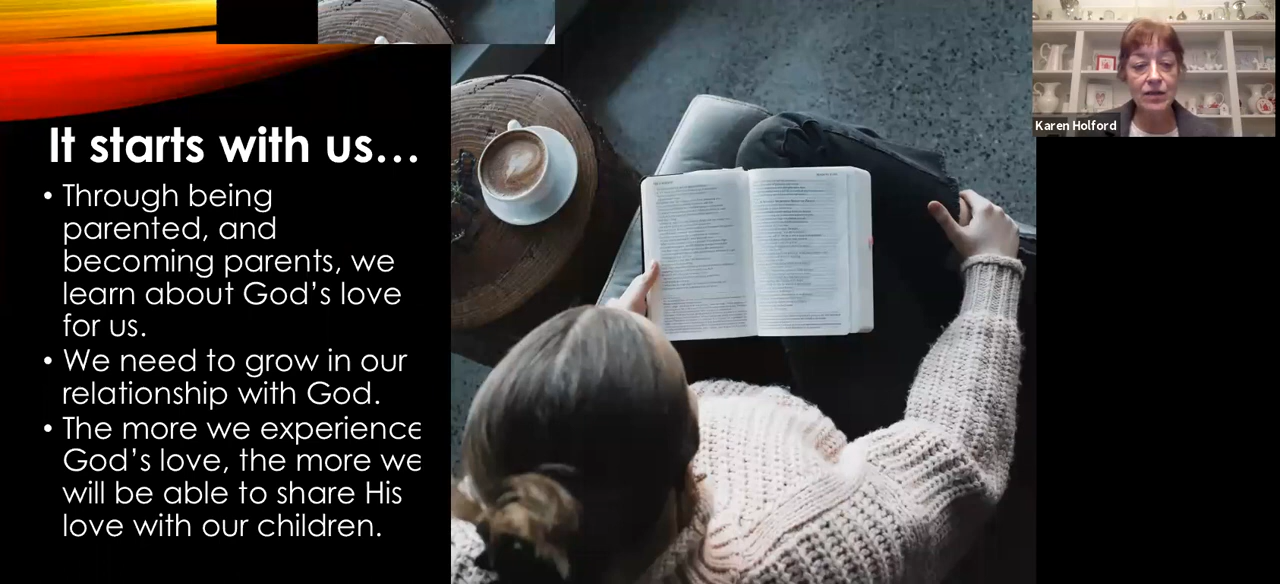 It starts with us...
• Through being
parented, and
becoming parents, we
learn about God's love
for us.
• We need to grow in our
relationship with God.
• The more we experience
God's love, the more we
will be able to share His
love with our children.
Karen Holford